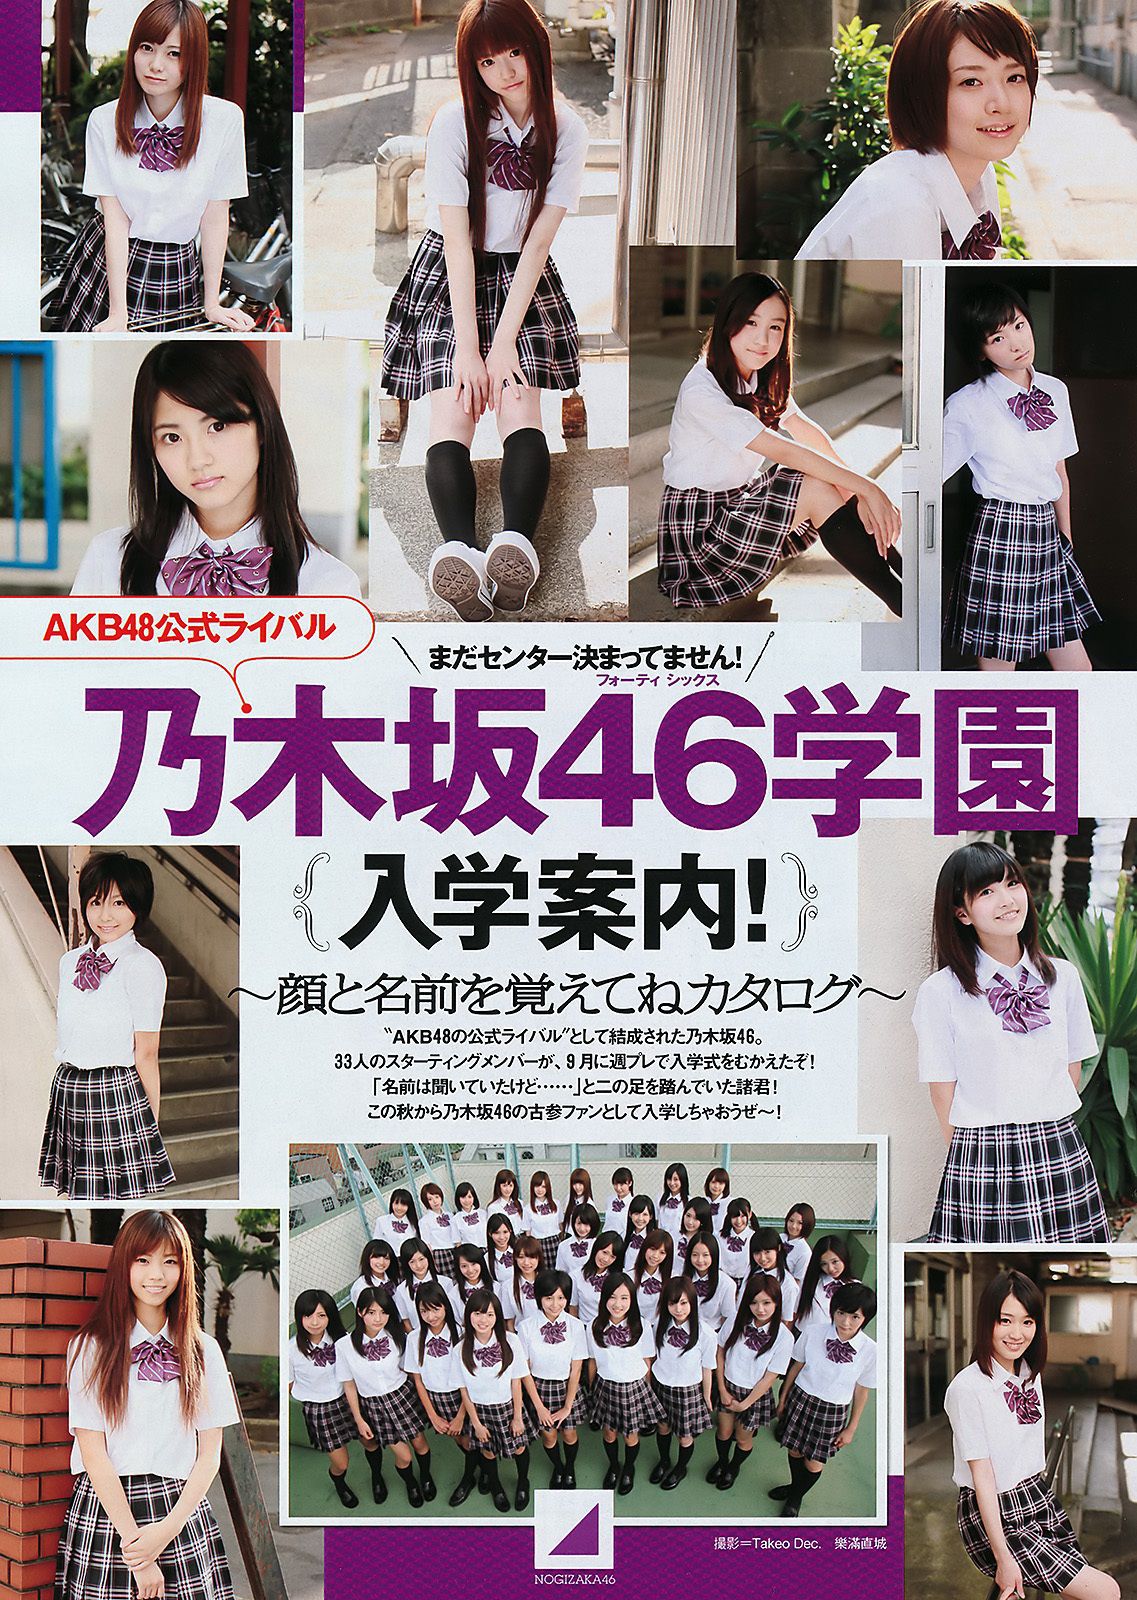 AKB48公式ライバル
まだセンター決まってません!
フォーティ シックス
乃木坂46学園
入学案内!
〜顔と名前を覚えてねカタログ〜
"AKB48の公式ライバル"として結成された乃木坂46。
33人のスターティングメンバーが、9月に週プレで入学式をむかえたぞ!
「名前は聞いていたけど……」と二の足を踏んでいた諸君!
この秋から乃木坂46の古参ファンとして入学しちゃおうぜ〜!
撮影=Takeo Dec. 樂滿直城
NOGIZAKA46